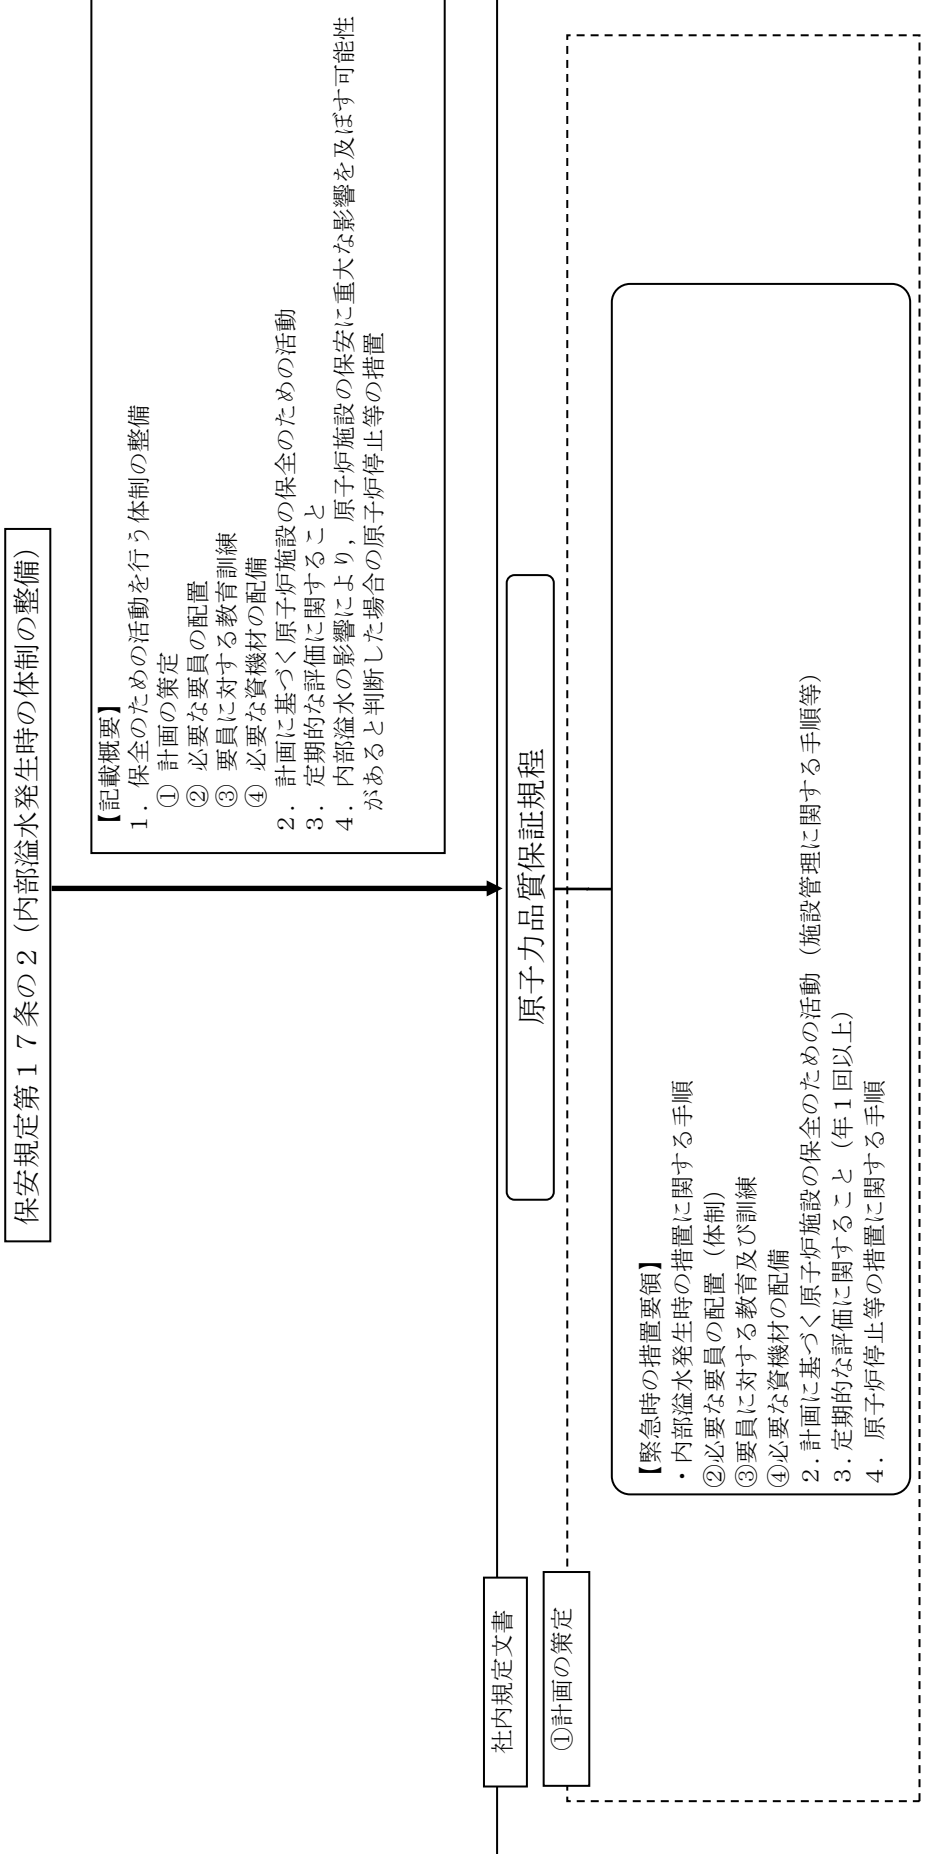 保安規定第１７条の２（内部溢水発生時の体制の整備）
【記載概要】
１．保全のための活動を行う体制の整備
① 計画の策定
② 必要な要員の配置
③ 要員に対する教育訓練
④ 必要な資機材の配備
２．計画に基づく原子炉施設の保全のための活動
３．定期的な評価に関すること
４．内部溢水の影響により，原子炉施設の保安に重大な影響を及ぼす可能性
があると判断した場合の原子炉停止等の措置
社内規定文書
原子力品質保証規程
①計画の策定
【緊急時の措置要領】
・内部溢水発生時の措置に関する手順
②必要な要員の配置（体制）
③要員に対する教育及び訓練
④必要な資機材の配備
２．計画に基づく原子炉施設の保全のための活動（施設管理に関する手順等）
３．定期的な評価に関すること（年１回以上）
４．原子炉停止等の措置に関する手順